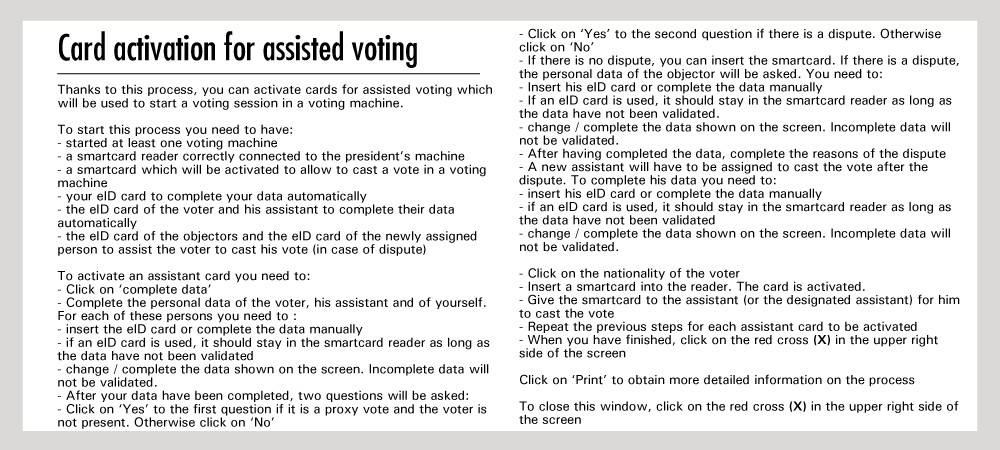 Card activation for assisted voting
Thanks to this process, you can activate cards for assisted voting which
will be used to start a voting session in a voting machine.
To start this process you need to have:
- started at least one voting machine
- a smartcard reader correctly connected to the president's machine
- a smartcard which will be activated to allow to cast a vote in a voting
machine
- your eID card to complete your data automatically
- the eID card of the voter and his assistant to complete their data
automatically
- the eID card of the objectors and the eID card of the newly assigned
person to assist the voter to cast his vote (in case of dispute)
To activate an assistant card you need to:
- Click on ‘complete data’
- Complete the personal data of the voter, his assistant and of yourself.
For each of these persons you need to :
- insert the eID card or complete the data manually
- if an eID card is used, it should stay in the smartcard reader as long as
the data have not been validated
- change / complete the data shown on the screen. Incomplete data will
not be validated.
- After your data have been completed, two questions will be asked:
- Click on ‘Yes’ to the first question if it is a proxy vote and the voter is
not present. Otherwise click on ‘No’
- Click on ‘Yes’ to the second question if there is a dispute. Otherwise
click on ‘No’
- If there is no dispute, you can insert the smartcard. If there is a dispute,
the personal data of the objector will be asked. You need to:
- Insert his eID card or complete the data manually
- If an eID card is used, it should stay in the smartcard reader as long as
the data have not been validated.
- change / complete the data shown on the screen. Incomplete data will
not be validated.
- After having completed the data, complete the reasons of the dispute
- A new assistant will have to be assigned to cast the vote after the
dispute. To complete his data you need to:
- insert his eID card or complete the data manually
- if an eID card is used, it should stay in the smartcard reader as long as
the data have not been validated
- change / complete the data shown on the screen. Incomplete data will
not be validated.
- Click on the nationality of the voter
- Insert a smartcard into the reader. The card is activated.
- Give the smartcard to the assistant (or the designated assistant) for him
to cast the vote
- Repeat the previous steps for each assistant card to be activated
- When you have finished, click on the red cross (X) in the upper right
side of the screen
Click on ‘Print’ to obtain more detailed information on the process
To close this window, click on the red cross (X) in the upper right side of
the screen